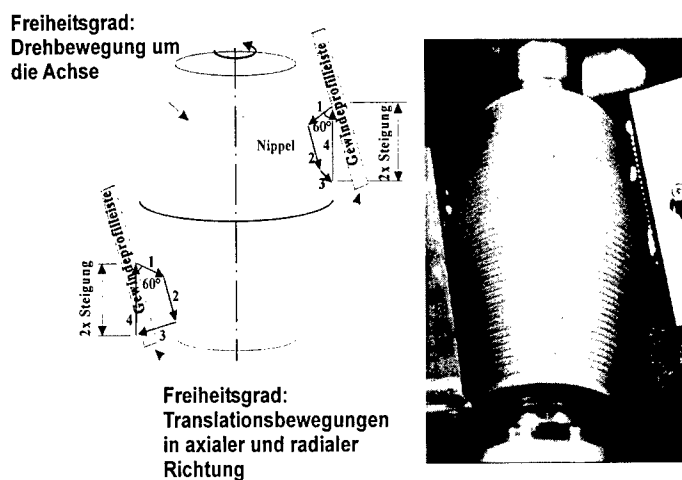 Freiheitsgrad:
Drehbewegung um
die Achse
Gewindeprofilleiste
1
60°
4
2
3
Nippel
2x Steigung
Gewindeprofilleiste
1
60°
2
4
3
2x Steigung
Freiheitsgrad:
Translationsbewegungen
in axialer und radialer
Richtung